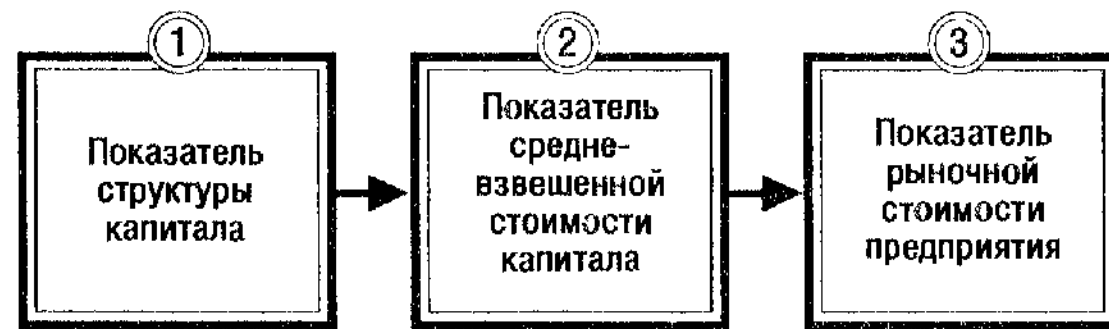 1
Показатель
структуры
капитала
2
Показатель
средне-
взвешенной
стоимости
капитала
3
Показатель
рыночной
стоимости
предприятия